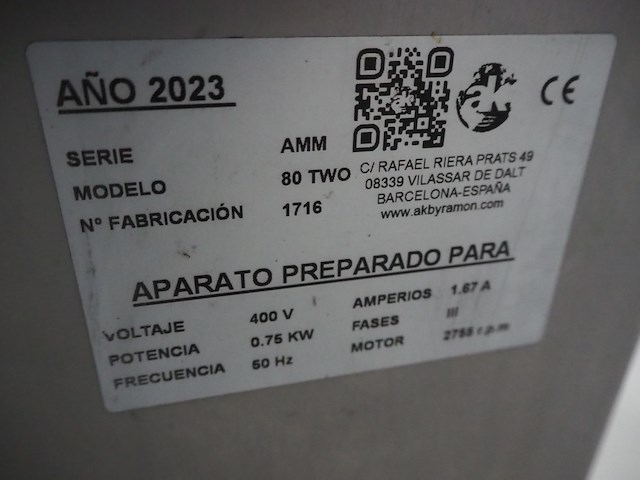 AÑO 2023
ak
CE
SERIE AMM
MODELO 80 TWO
Nº FABRICACIÓN 1716
C/ RAFAEL RIERA PRATS 49
08339 VILASSAR DE DALT
BARCELONA-ESPAÑA
www.akbyramon.com
APARATO PREPARADO PARA
VOLTAJE 400 V
POTENCIA 0.75 KW
FRECUENCIA 50 Hz
AMPERIOS 1.67 A
FASES III
MOTOR 2755 r.p.m